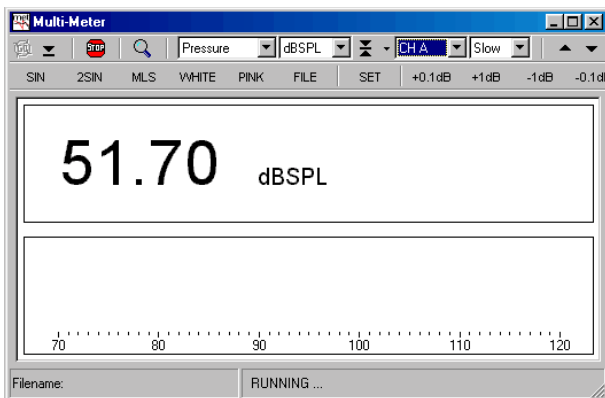 Multi-Meter
STOP Pressure dBSPL CH A Slow
SIN 2SIN MLS WHITE PINK FILE SET +0.1dB +1dB -1dB -0.1d
51.70 dBSPL
70 80 90 100 110 120
Filename: RUNNING ...